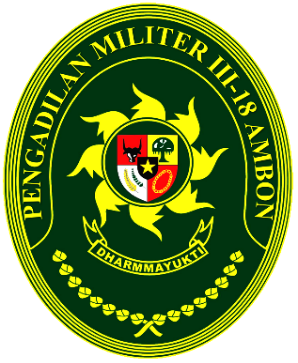 PENGADILAN MILITER III-18 AMBON
DHARMMAYUKTI